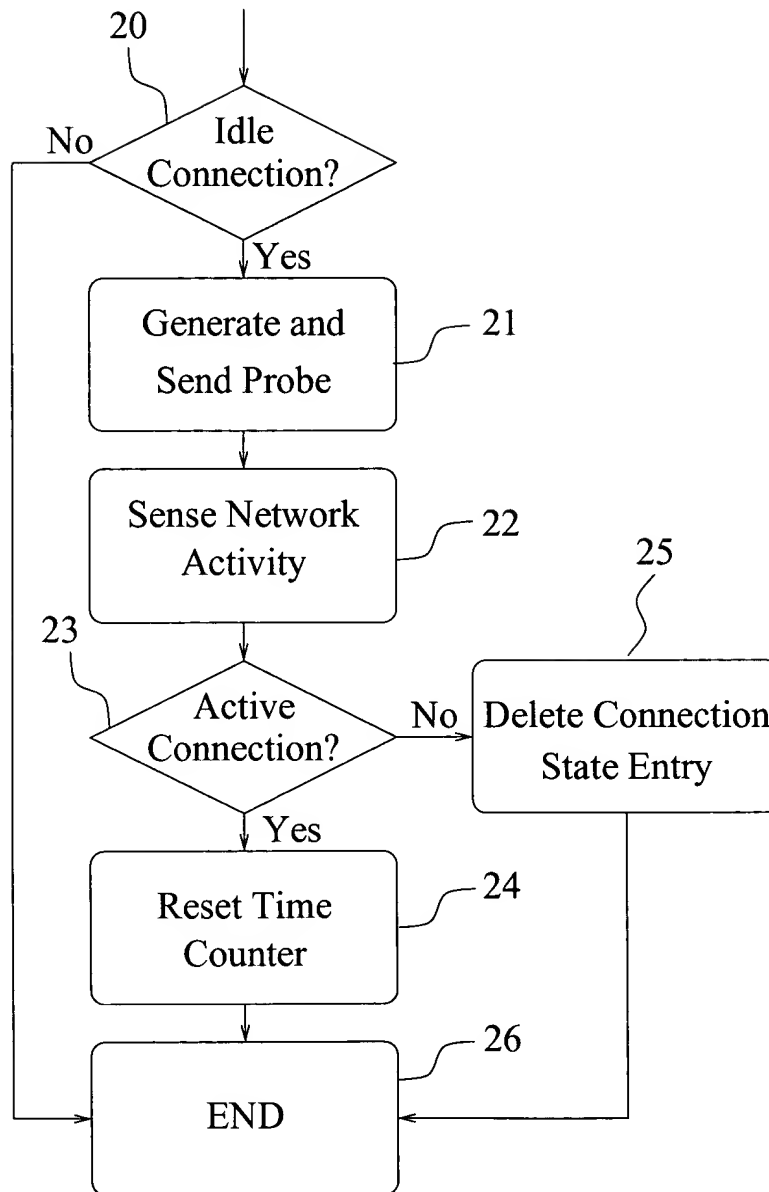 20
No
Idle
Connection?
Yes
Generate and
Send Probe
21
Sense Network
Activity
22
23
Active
Connection?
No
25
Delete Connection
State Entry
Yes
Reset Time
Counter
24
26
END